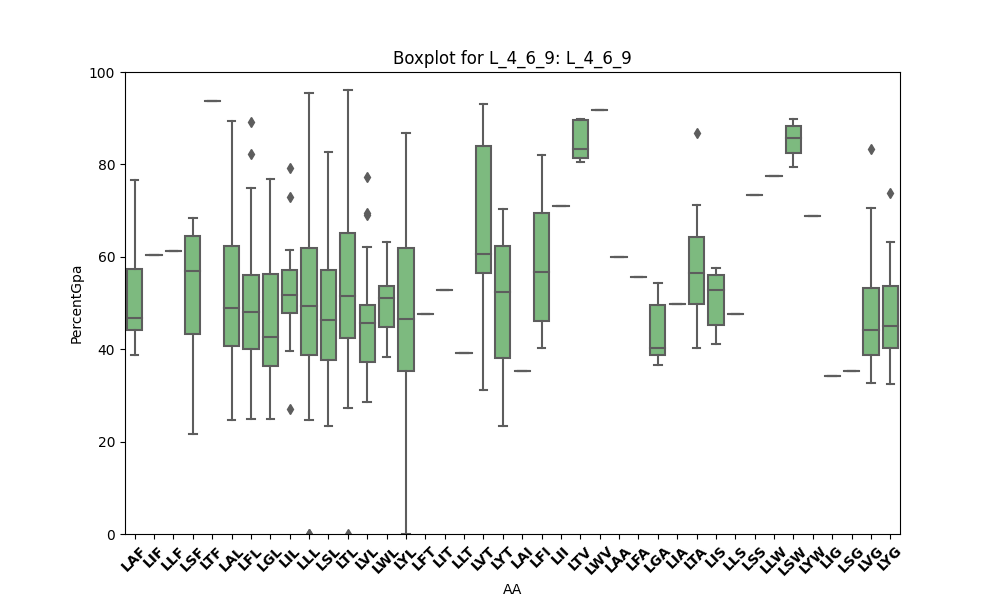 Boxplot for L_4_6_9: L_4_6_9
PercentGpa
100
80
60
40
20
0
LAF LIF LLF LSF LTF LAL LFL LGL LIL LLL LSL LTL LVL LWL LYL LFT LIT LLT LVT LYT LAI LFI LII LTV LWV LAA LFA LGA LIA LTA LIS LLS LSS LLW LSW LYW LIG LSG LVG LYG
AA